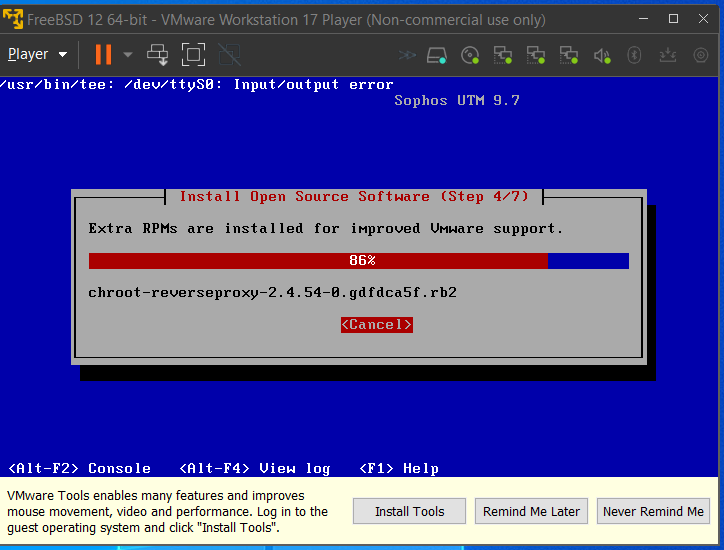 FreeBSD 12 64-bit - VMware Workstation 17 Player (Non-commercial use only)
Player
/usr/bin/tee: /dev/ttyS0: Input/output error
Sophos UTM 9.7
Install Open Source Software (Step 4/7)
Extra RPMs are installed for improved Vmware support.
86%
chroot-reverseproxy-2.4.54-0.gdfdca5f.rb2
<Cancel>
<Alt-F2> Console <Alt-F4> View log <F1> Help
VMware Tools enables many features and improves
mouse movement, video and performance. Log in to the
guest operating system and click "Install Tools".
Install Tools
Remind Me Later
Never Remind Me